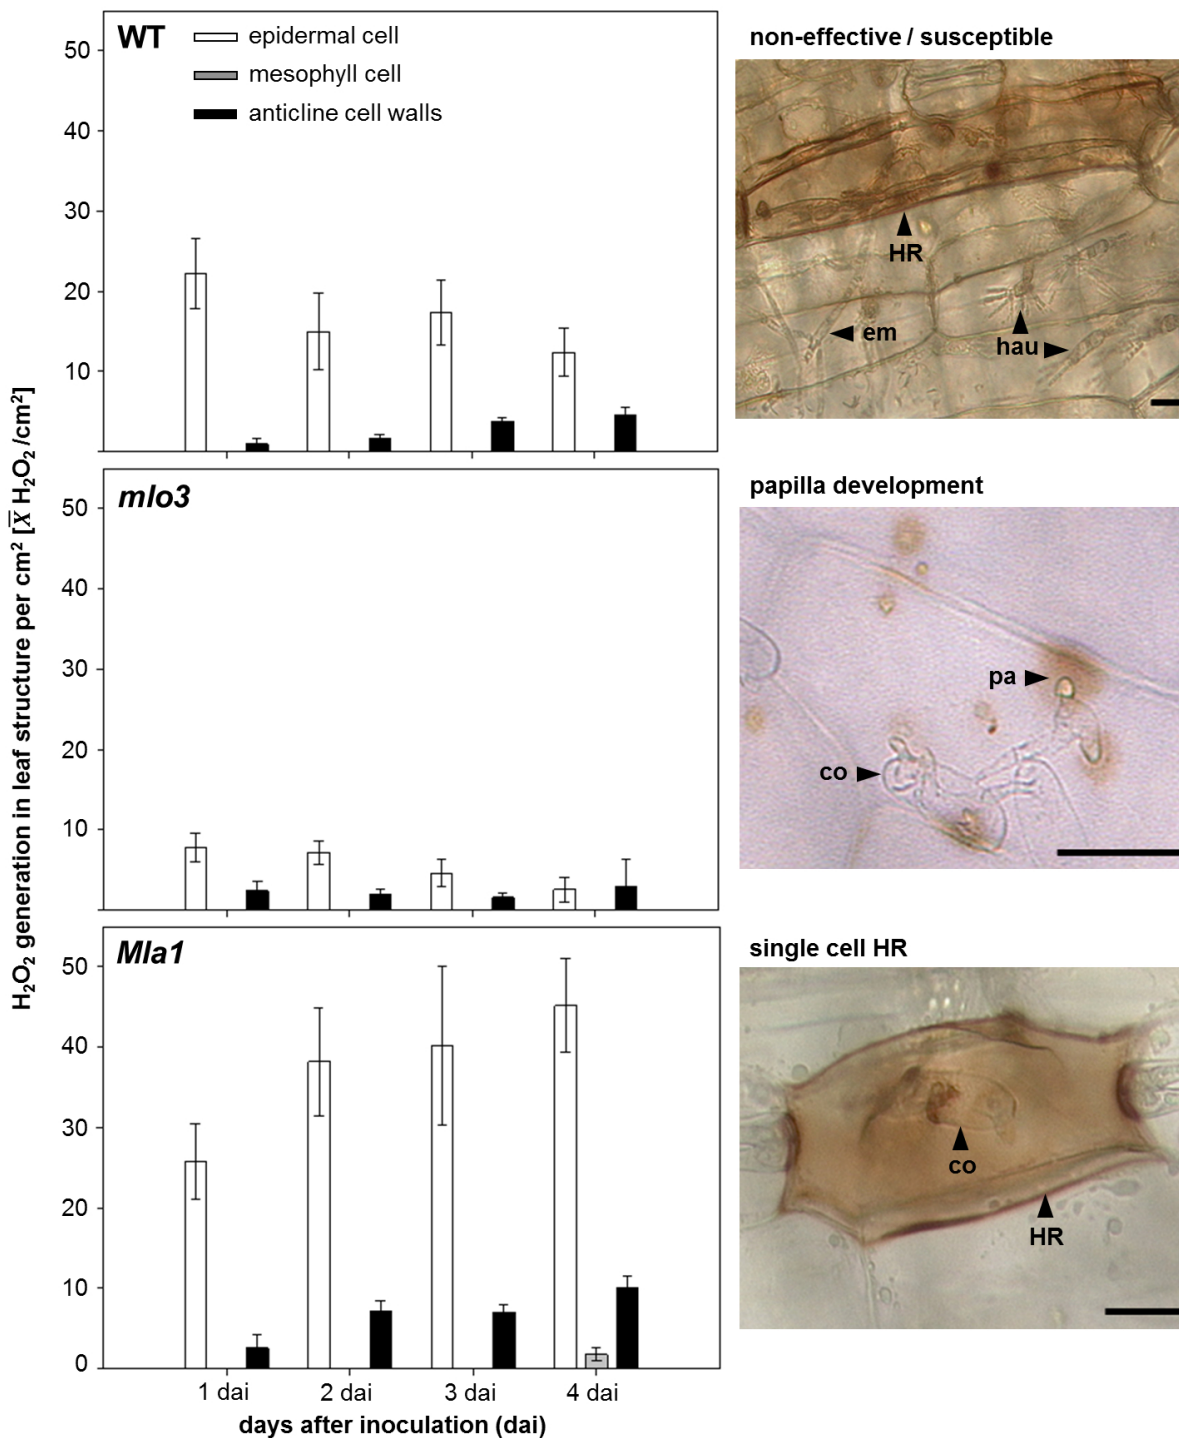 WT
epidermal cell
mesophyll cell
anticline cell walls
50
40
30
20
10
non-effective / susceptible
HR
em
hau
mlo3
50
40
30
20
10
papilla development
pa
co
Mla1
50
40
30
20
10
0
single cell HR
co
HR
1 dai 2 dai 3 dai 4 dai
days after inoculation (dai)
H₂O₂ generation in leaf structure per cm² [X̅ H₂O₂ /cm²]